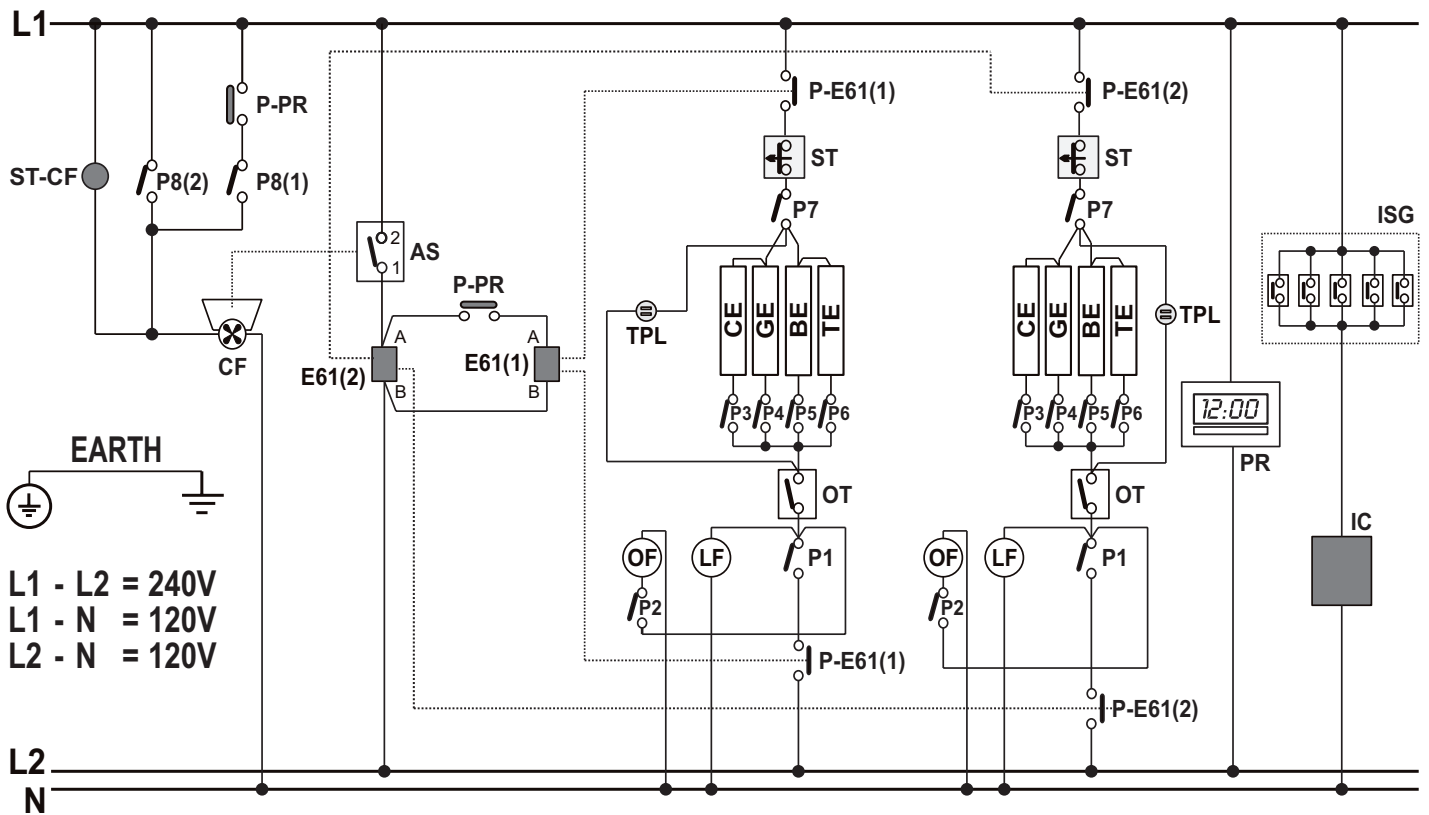 L1
P-PR
P-E61(1)
P-E61(2)
ST-CF
P8(2)
P8(1)
ST
ST
P7
P7
ISG
2
AS
1
P-PR
CE
GE
BE
TE
CE
GE
BE
TE
TPL
TPL
CF
A
A
E61(2)
E61(1)
B
B
P3
P4
P5
P6
P3
P4
P5
P6
12:00
PR
EARTH
OT
OT
IC
OF
LF
P1
OF
LF
P1
P2
P2
L1 - L2 = 240V
L1 - N = 120V
L2 - N = 120V
P-E61(1)
P-E61(2)
L2
N